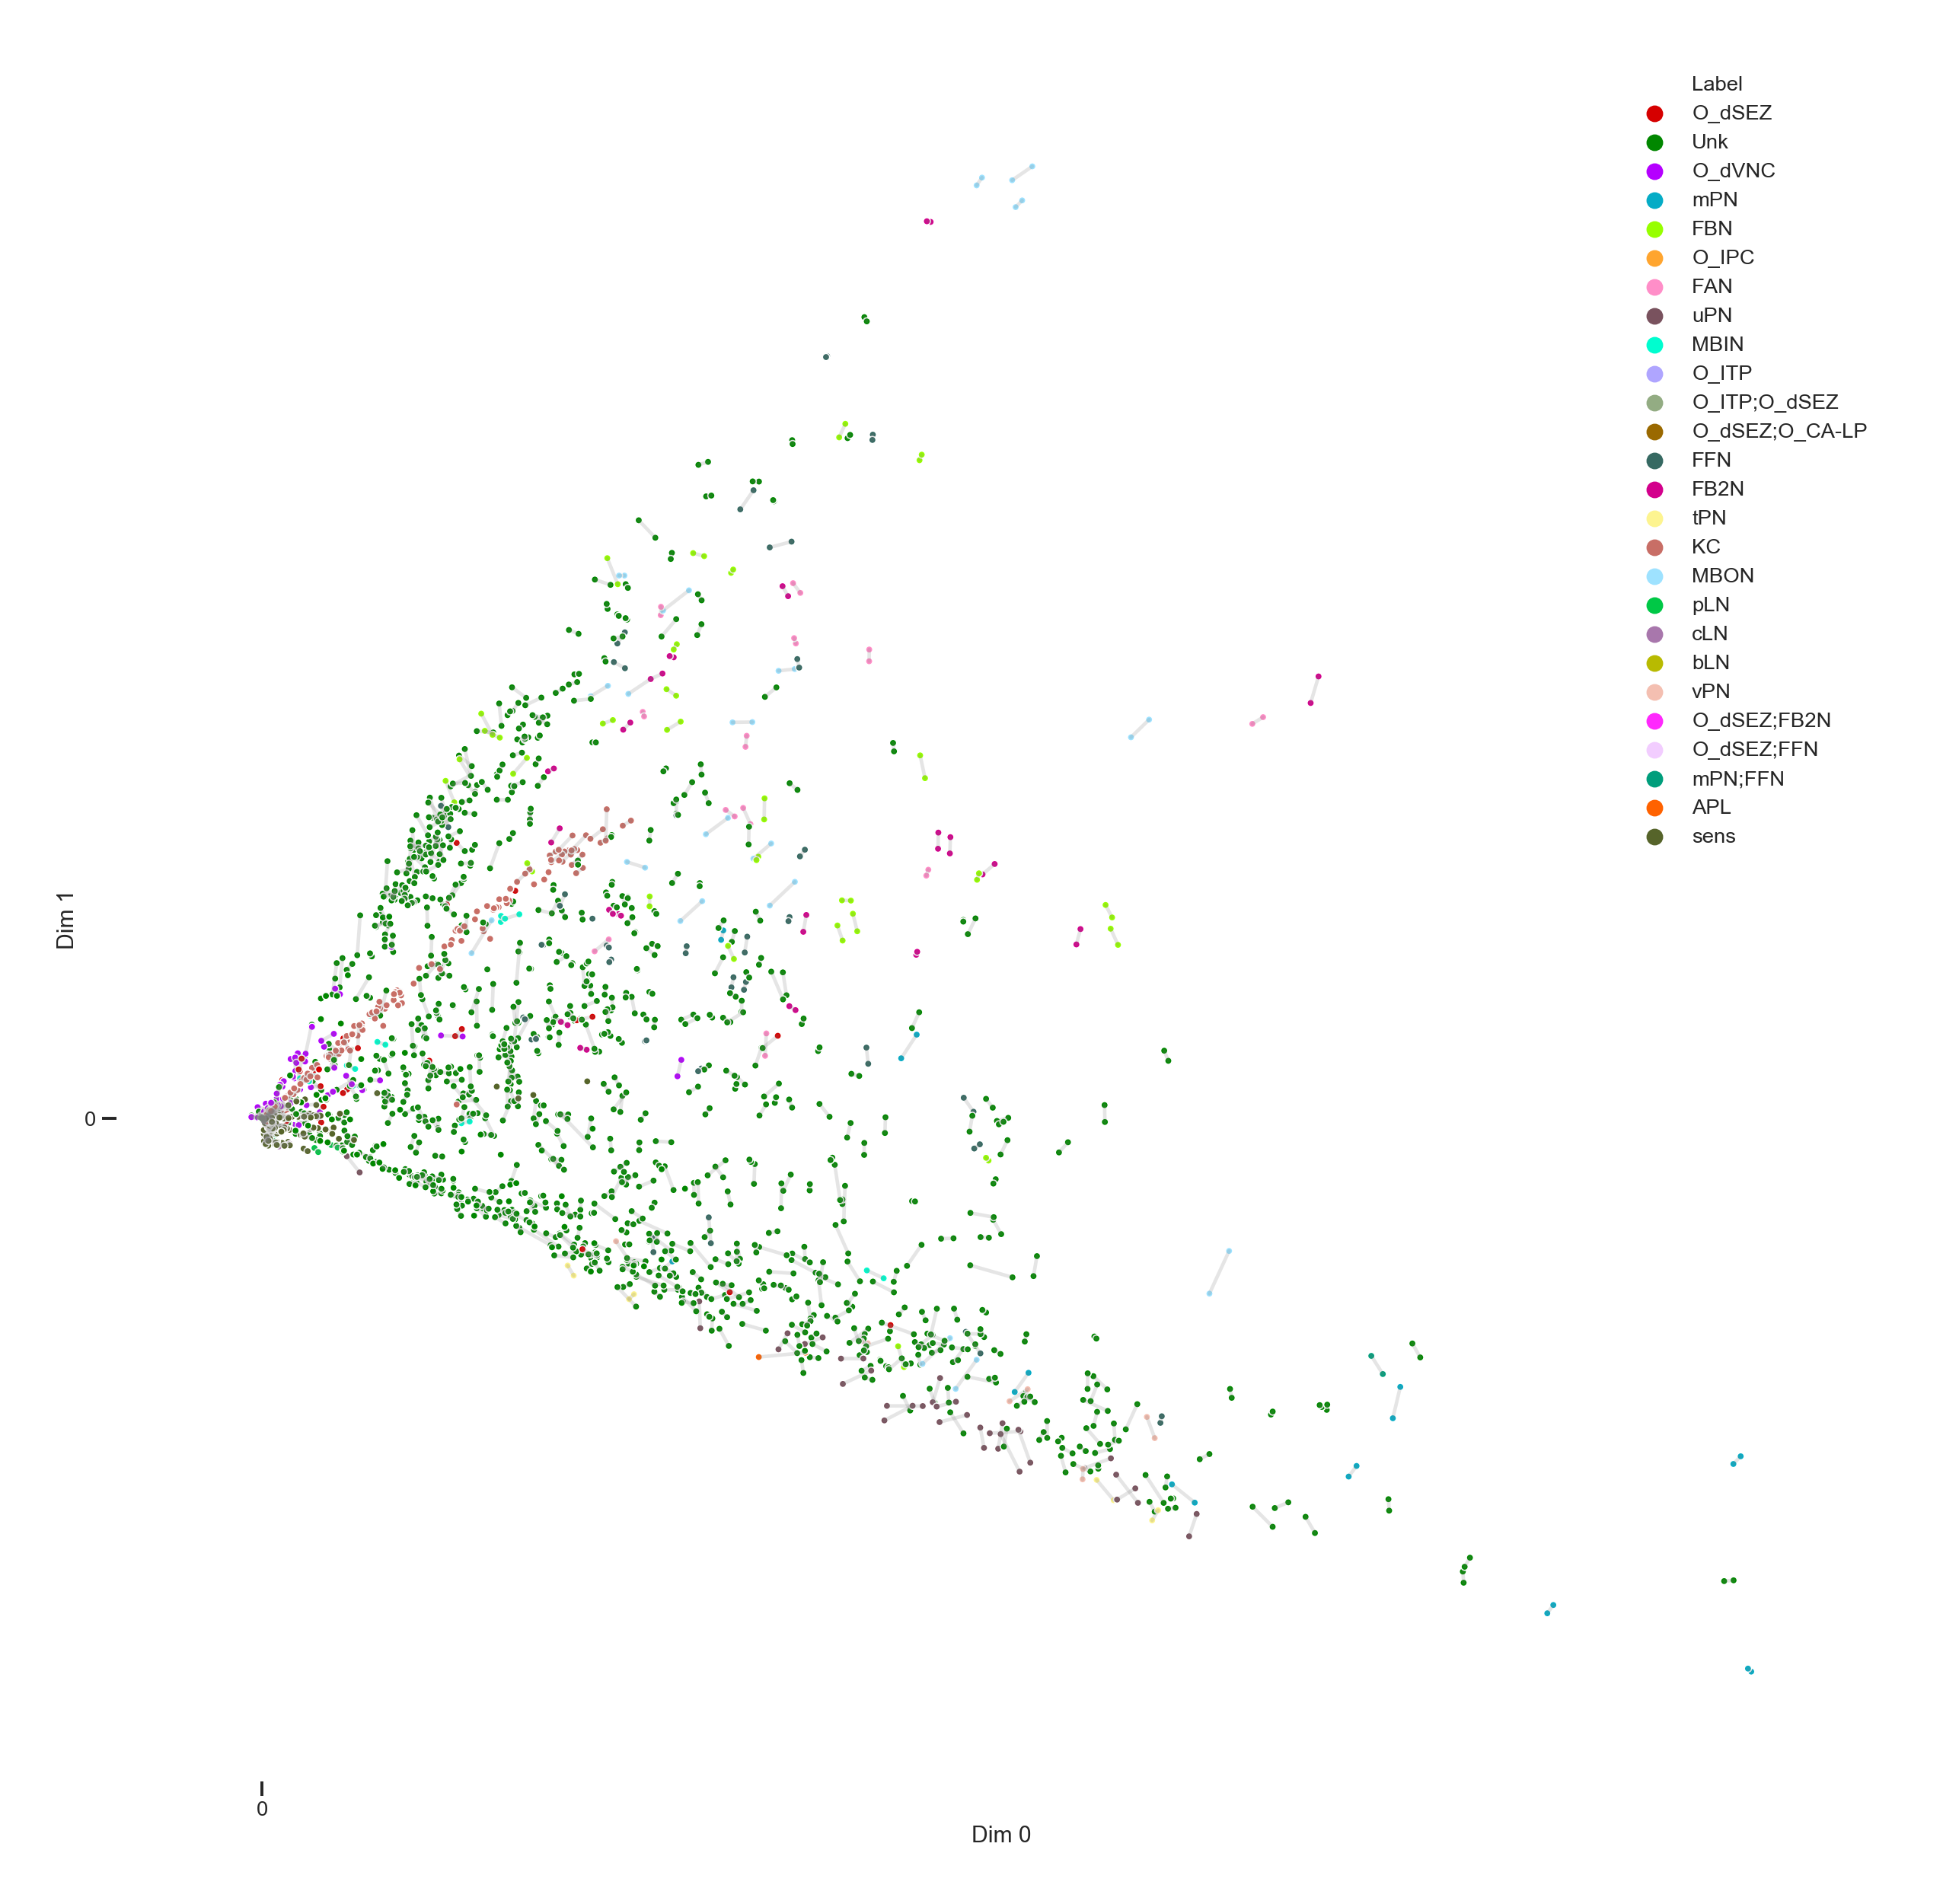 Label
O_dSEZ
Unk
O_dVNC
mPN
FBN
O_IPC
FAN
uPN
MBIN
O_ITP
O_ITP;O_dSEZ
O_dSEZ;O_CA-LP
FFN
FB2N
tPN
KC
MBON
pLN
cLN
bLN
vPN
O_dSEZ;FB2N
O_dSEZ;FFN
mPN;FFN
APL
sens
Dim 1
0
0
Dim 0